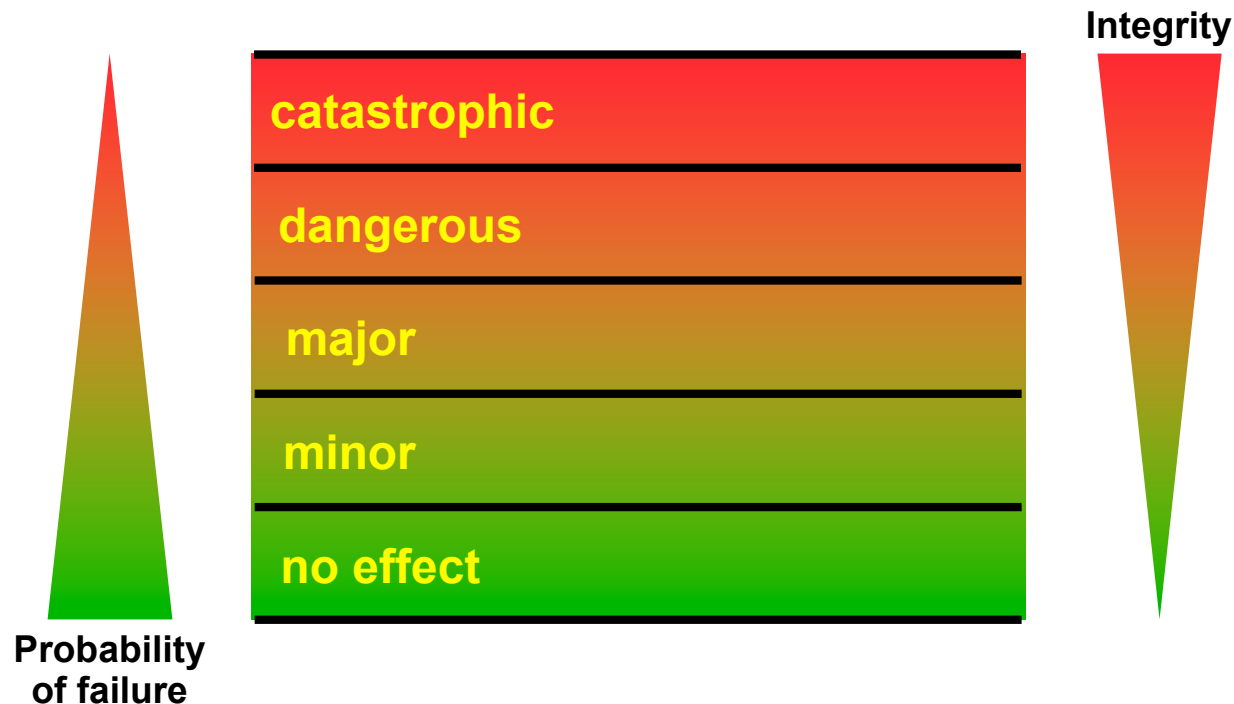 Integrity
catastrophic
dangerous
major
minor
no effect
Probability
of failure